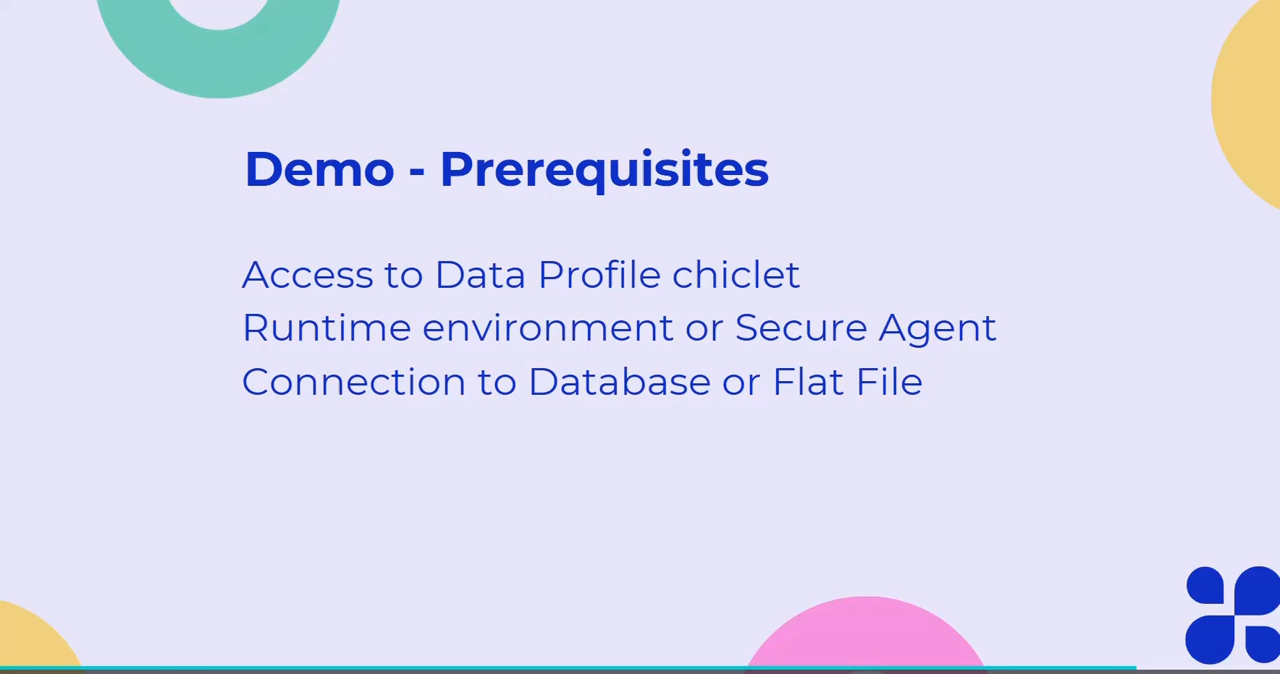 Demo - Prerequisites
Access to Data Profile chiclet
Runtime environment or Secure Agent
Connection to Database or Flat File